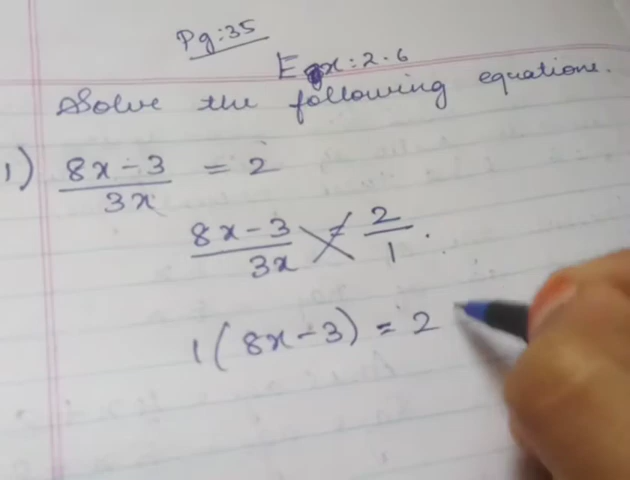 Pg:35
Ex:2.6
Solve the following equations.
1) 8x-3/3x = 2
8x-3/3x = 2/1.
1(8x-3) = 2